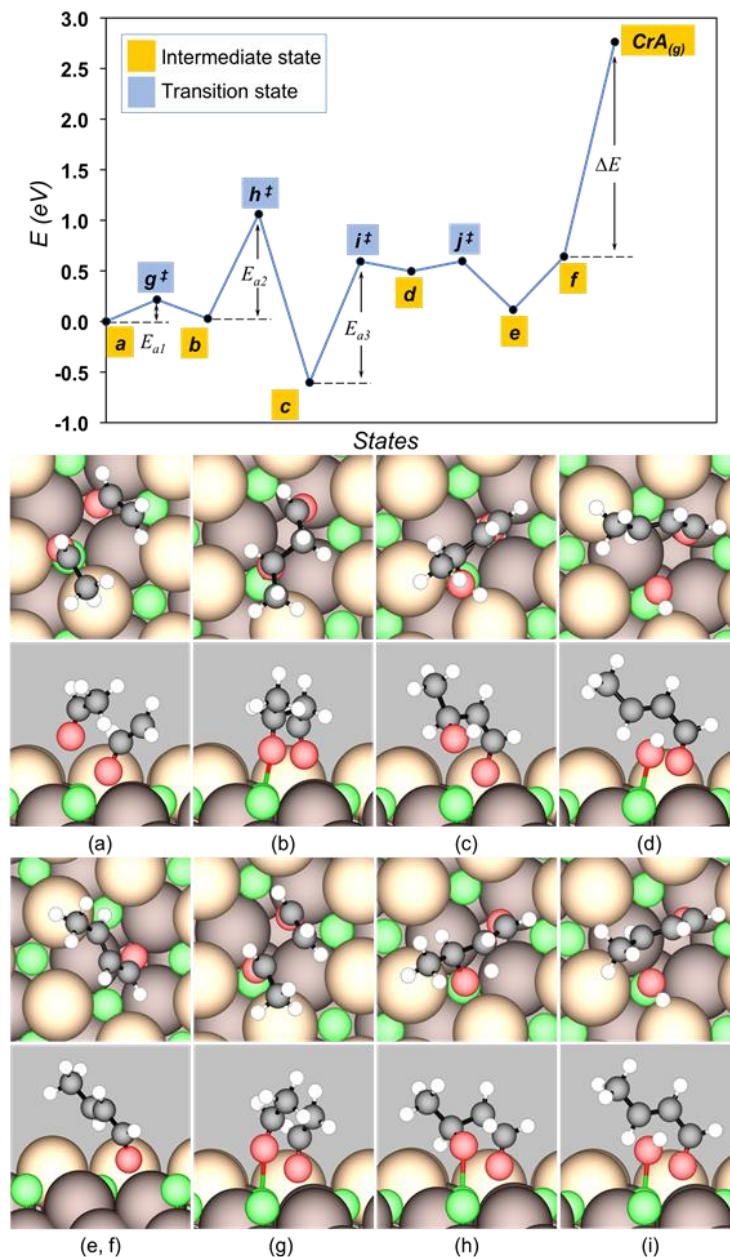 3.0
2.5
2.0
1.5
1.0
0.5
0.0
-0.5
-1.0
E (eV)
Intermediate state
Transition state
CrA(g)
ΔE
h‡
g‡
i‡
j‡
f
Ea2
d
a
Ea1
b
Ea3
e
c
States
(a) (b) (c) (d)
(e, f) (g) (h) (i)